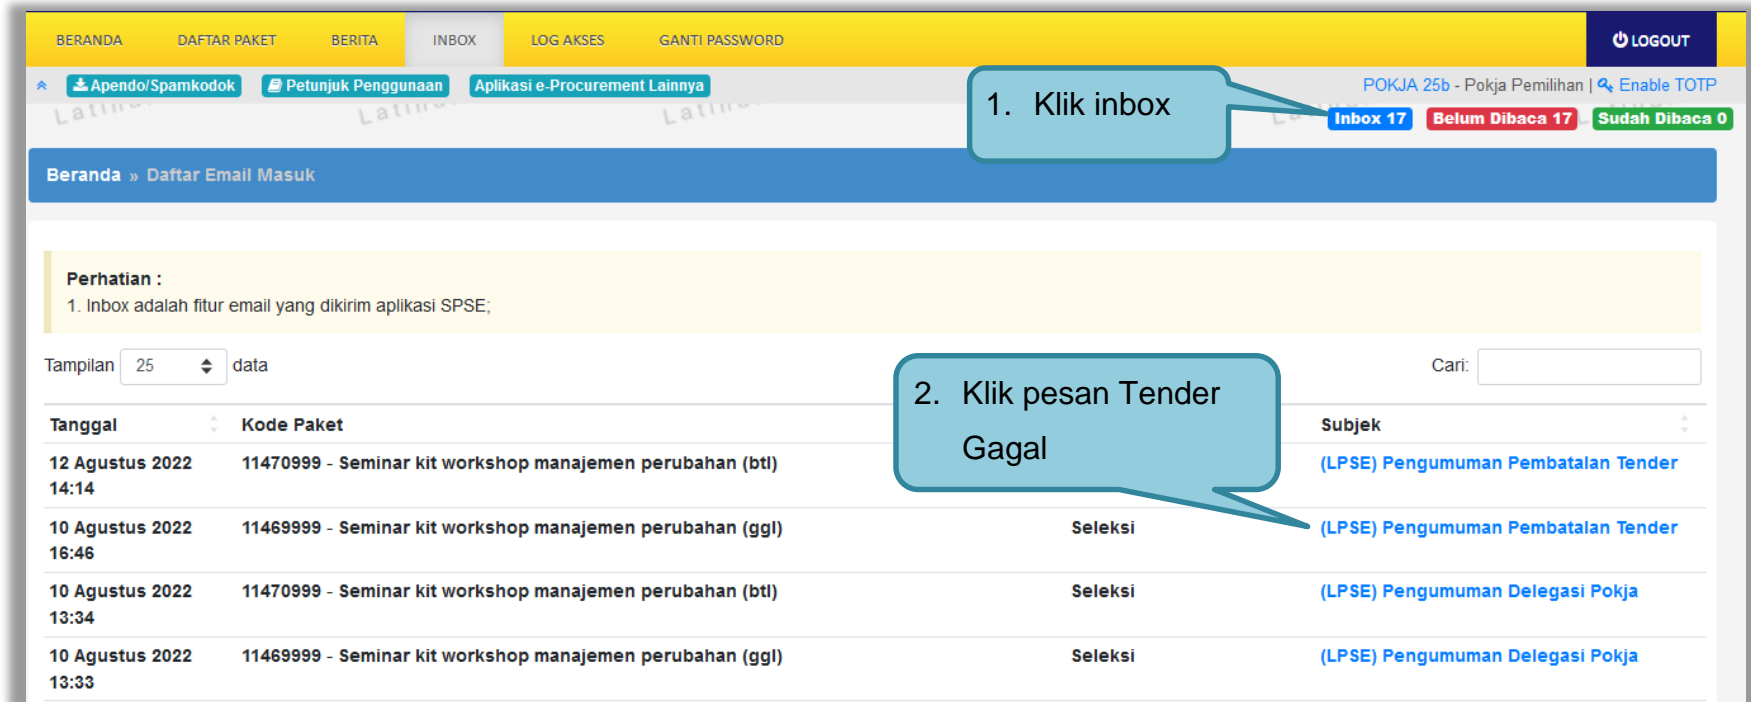 BERANDA DAFTAR PAKET BERITA INBOX LOG AKSES GANTI PASSWORD LOGOUT
Apendo/Spamkodok Petunjuk Penggunaan Aplikasi e-Procurement Lainnya POKJA 25b - Pokja Pemilihan | Enable TOTP
1. Klik inbox
Inbox 17 Belum Dibaca 17 Sudah Dibaca 0
Beranda » Daftar Email Masuk
Perhatian :
1. Inbox adalah fitur email yang dikirim aplikasi SPSE;
Tampilan 25 data Cari:
2. Klik pesan Tender
Gagal
Tanggal Kode Paket Subjek
12 Agustus 2022 11470999 - Seminar kit workshop manajemen perubahan (btl) (LPSE) Pengumuman Pembatalan Tender
14:14
10 Agustus 2022 11469999 - Seminar kit workshop manajemen perubahan (ggl) Seleksi (LPSE) Pengumuman Pembatalan Tender
16:46
10 Agustus 2022 11470999 - Seminar kit workshop manajemen perubahan (btl) Seleksi (LPSE) Pengumuman Delegasi Pokja
13:34
10 Agustus 2022 11469999 - Seminar kit workshop manajemen perubahan (ggl) Seleksi (LPSE) Pengumuman Delegasi Pokja
13:33